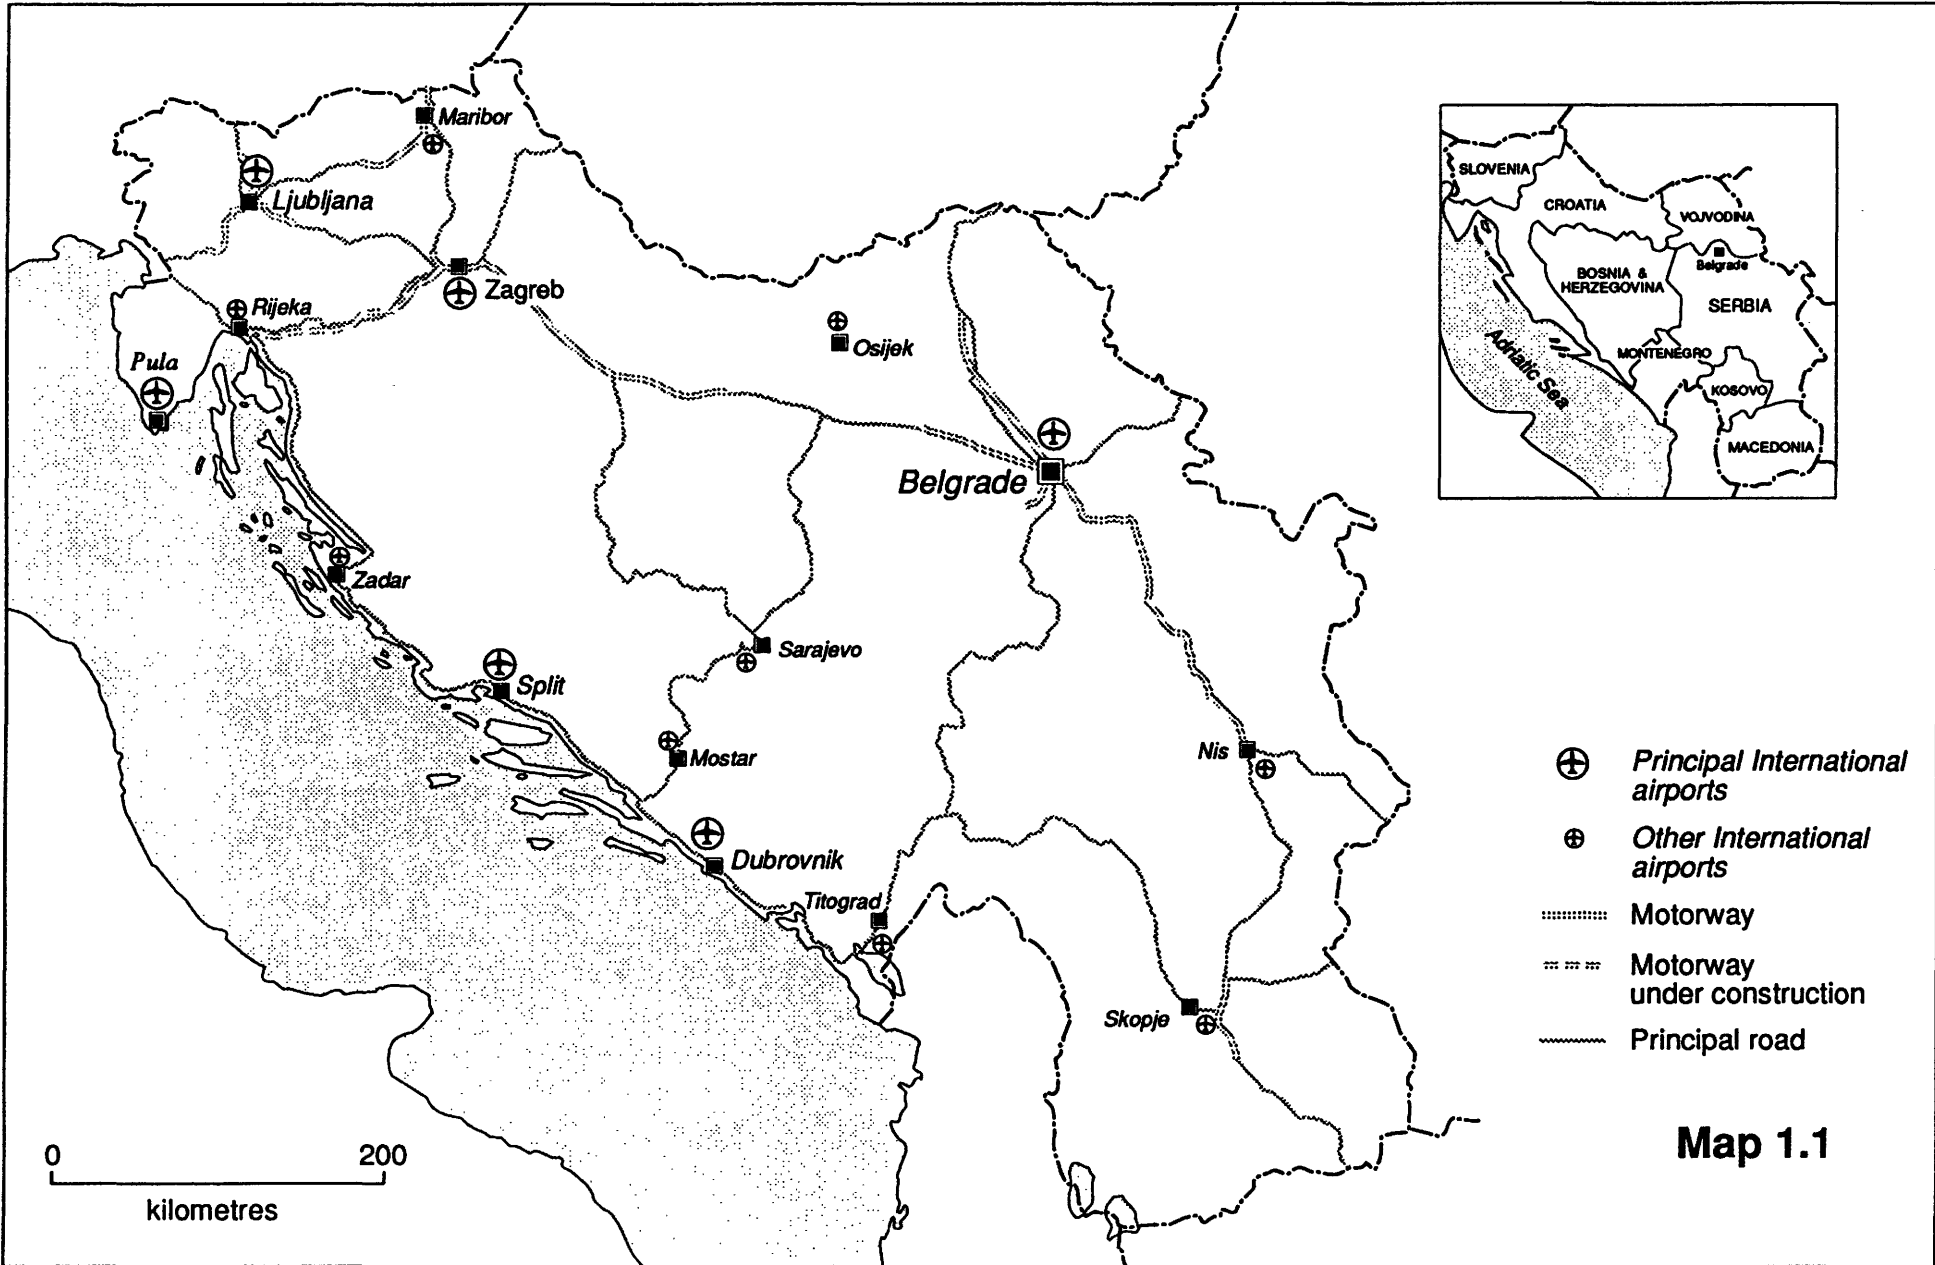 Maribor
Ljubljana
Zagreb
Rijeka
Pula
Osijek
Belgrade
Zadar
Sarajevo
Split
Mostar
Nis
Dubrovnik
Titograd
Skopje
SLOVENIA
CROATIA
VOJVODINA
Belgrade
BOSNIA &
HERZEGOVINA
SERBIA
MONTENEGRO
KOSOVO
Adriatic Sea
MACEDONIA
Principal International
airports
Other International
airports
Motorway
Motorway
under construction
Principal road
Map 1.1
0 200
kilometres